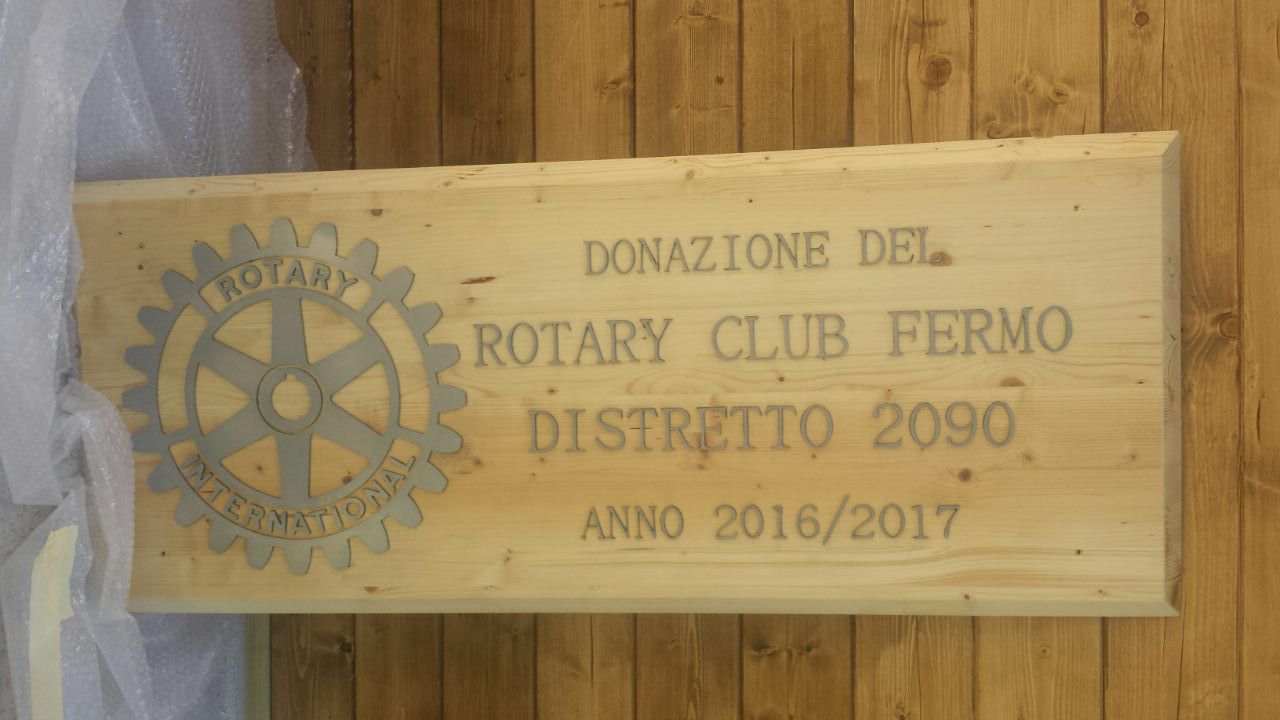 ROTARY
INTERNATIONAL
DONAZIONE DEL
ROTARY CLUB FERMO
DISTRETTO 2090
ANNO 2016/2017